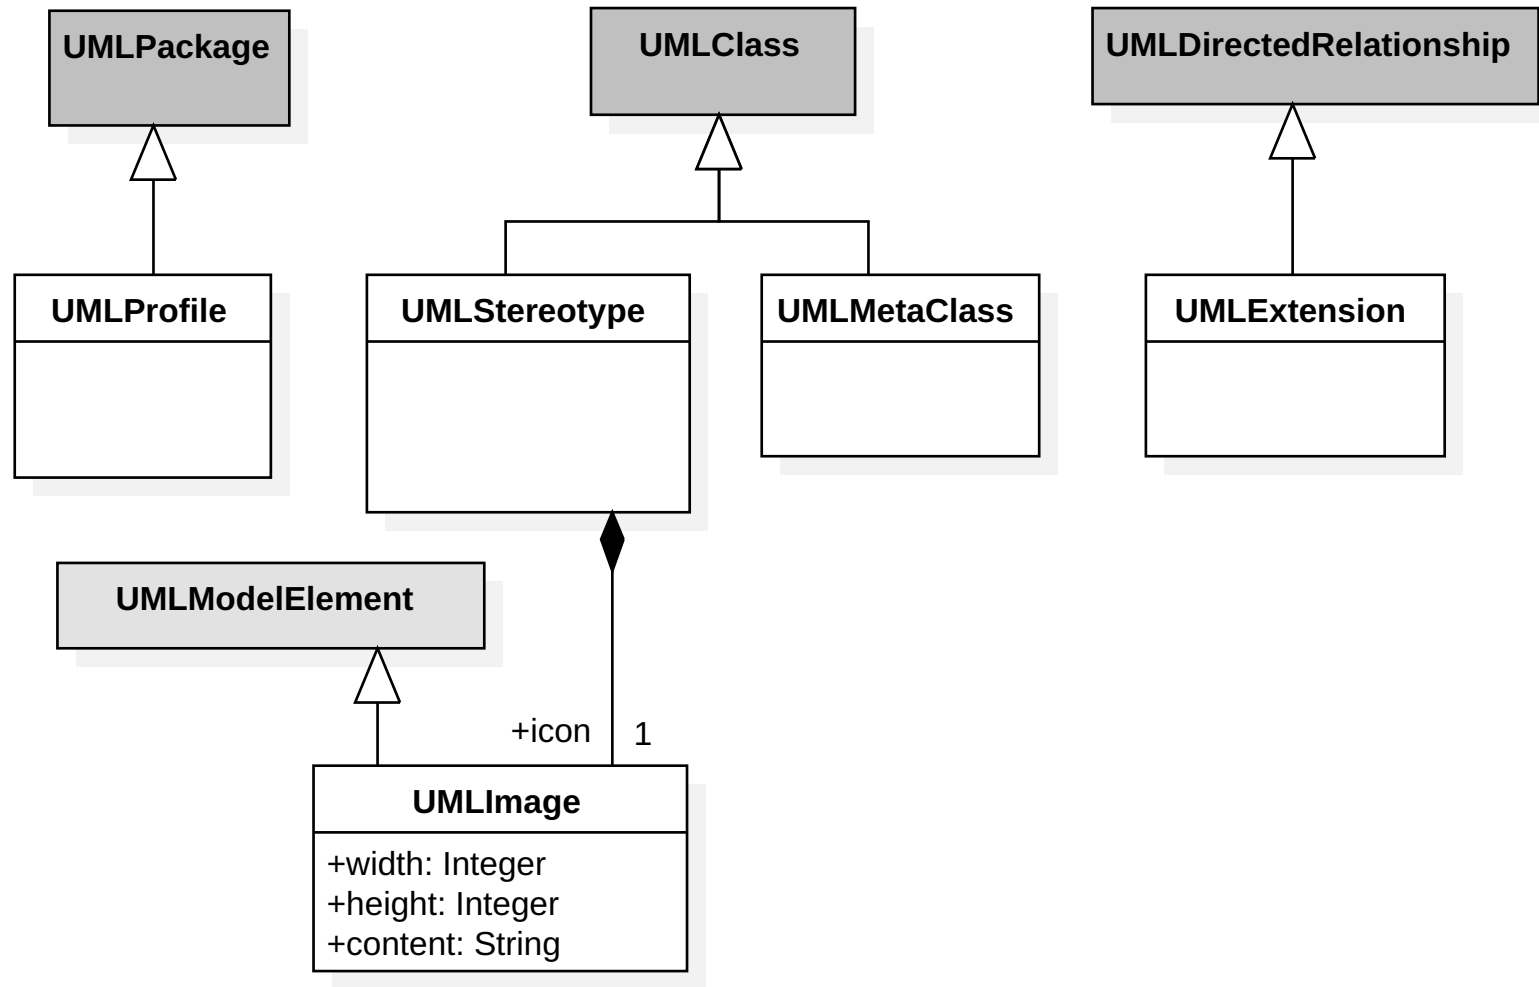 UMLPackage
UMLClass
UMLDirectedRelationship
UMLProfile
UMLStereotype
UMLMetaClass
UMLExtension
UMLModelElement
+icon
1
UMLImage
+width: Integer
+height: Integer
+content: String